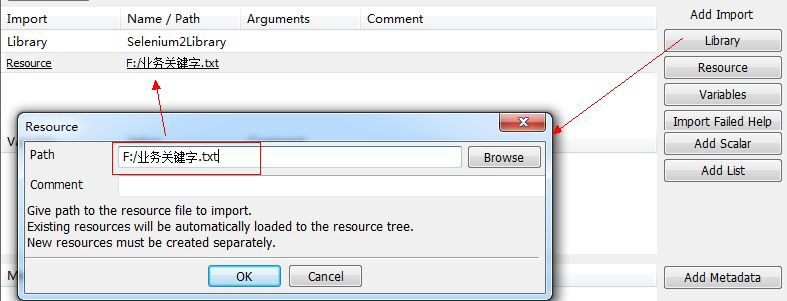 Import Name / Path Arguments Comment
Add Import
Library Selenium2Library
Library
Resource F:/业务关键字.txt
Resource
Variables
Import Failed Help
Add Scalar
Add List
Resource
Path F:/业务关键字.txt Browse
Comment
Give path to the resource file to import.
Existing resources will be automatically loaded to the resource tree.
New resources must be created separately.
OK Cancel
Add Metadata